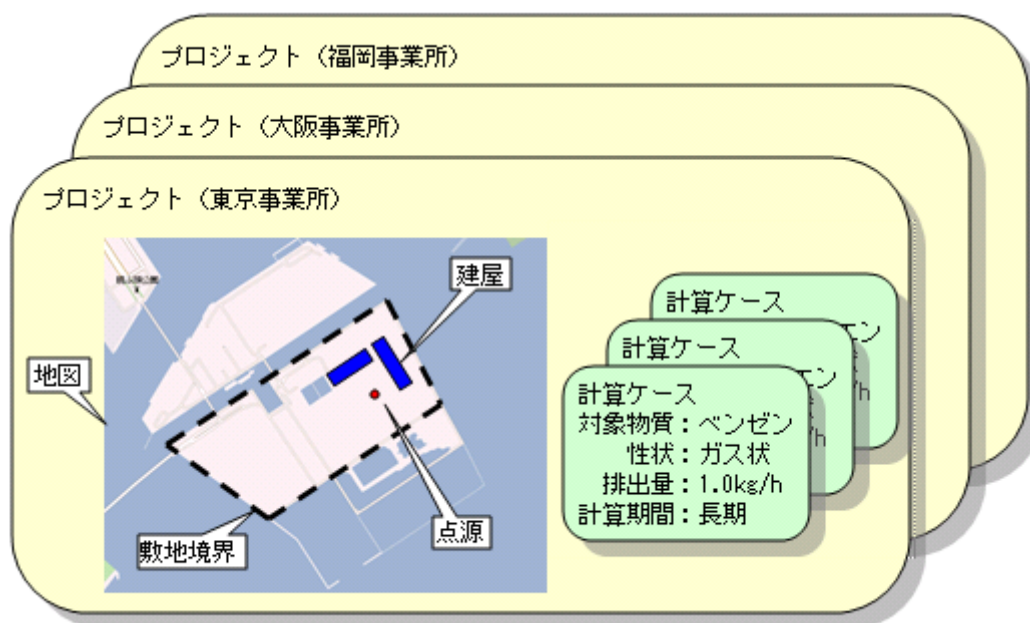 プロジェクト（福岡事業所）
プロジェクト（大阪事業所）
プロジェクト（東京事業所）
建屋
地図
点源
敷地境界
計算ケース
ゼン
/h
計算ケース
ゼン
/h
計算ケース
対象物質：ベンゼン
性状：ガス状
排出量：1.0kg/h
計算期間：長期